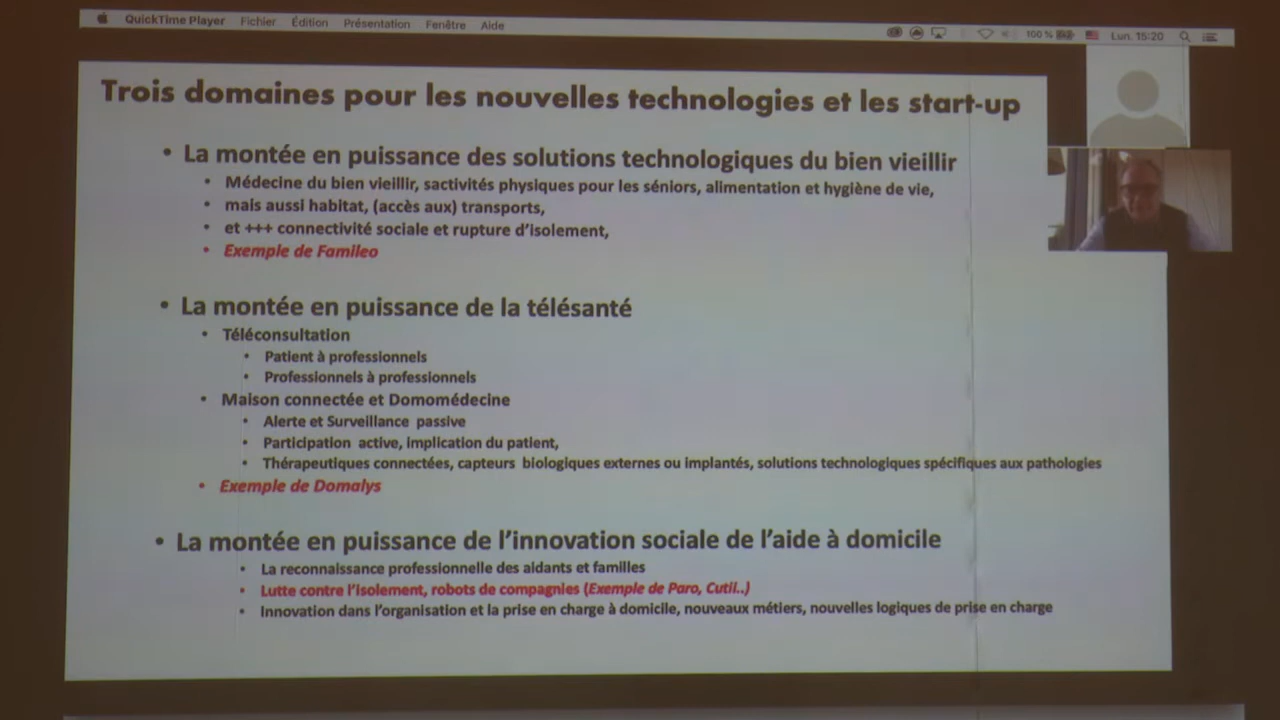 QuickTime Player Fichier Édition Présentation Fenêtre Aide
100 % Lun. 15:20
Trois domaines pour les nouvelles technologies et les start-up
• La montée en puissance des solutions technologiques du bien vieillir
• Médecine du bien vieillir, sactivités physiques pour les séniors, alimentation et hygiène de vie,
• mais aussi habitat, (accès aux) transports,
• et +++ connectivité sociale et rupture d'isolement,
• Exemple de Famileo
• La montée en puissance de la télésanté
• Téléconsultation
• Patient à professionnels
• Professionnels à professionnels
• Maison connectée et Domomédecine
• Alerte et Surveillance passive
• Participation active, implication du patient,
• Thérapeutiques connectées, capteurs biologiques externes ou implantés, solutions technologiques spécifiques aux pathologies
• Exemple de Domalys
• La montée en puissance de l'innovation sociale de l'aide à domicile
• La reconnaissance professionnelle des aidants et familles
• Lutte contre l'isolement, robots de compagnies (Exemple de Paro, Cutii..)
• Innovation dans l'organisation et la prise en charge à domicile, nouveaux métiers, nouvelles logiques de prise en charge